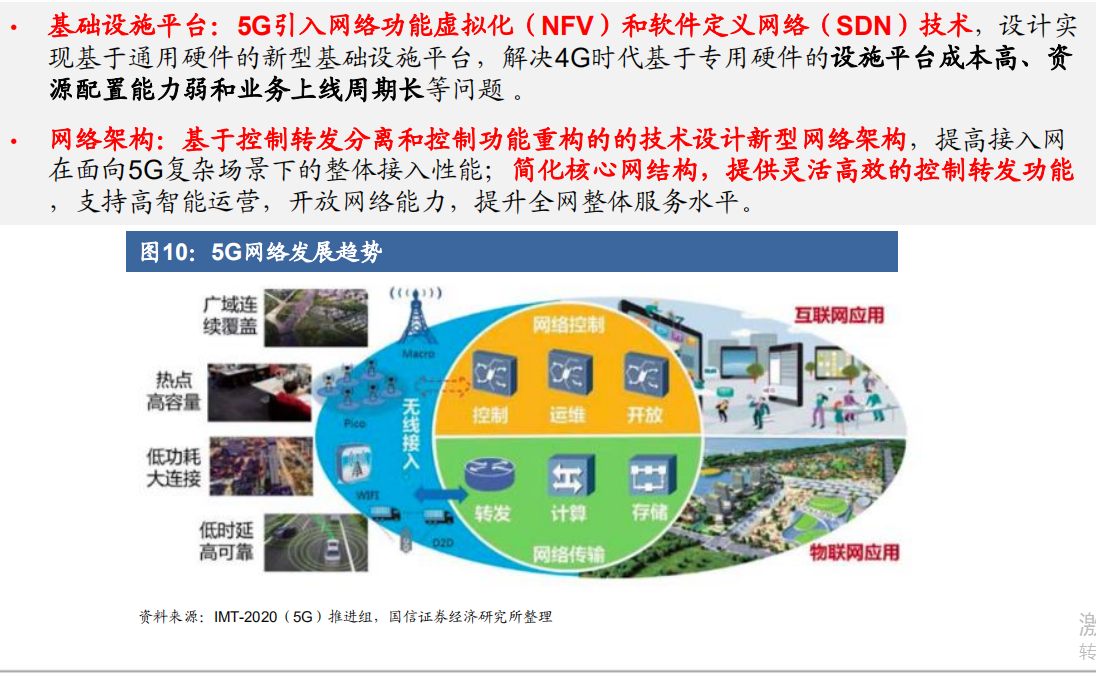 • 基础设施平台：5G引入网络功能虚拟化（NFV）和软件定义网络（SDN）技术，设计实
现基于通用硬件的新型基础设施平台，解决4G时代基于专用硬件的设施平台成本高、资
源配置能力弱和业务上线周期长等问题 。
• 网络架构：基于控制转发分离和控制功能重构的的技术设计新型网络架构，提高接入网
在面向5G复杂场景下的整体接入性能；简化核心网结构，提供灵活高效的控制转发功能
，支持高智能运营，开放网络能力，提升全网整体服务水平。
图10：5G网络发展趋势
广域连
续覆盖
热点
高容量
低功耗
大连接
低时延
高可靠
Macro
Pico
无线接入
WIFI
D2D
网络控制
控制
运维
开放
转发
计算
存储
网络传输
互联网应用
物联网应用
资料来源：IMT-2020（5G）推进组，国信证券经济研究所整理
激
转